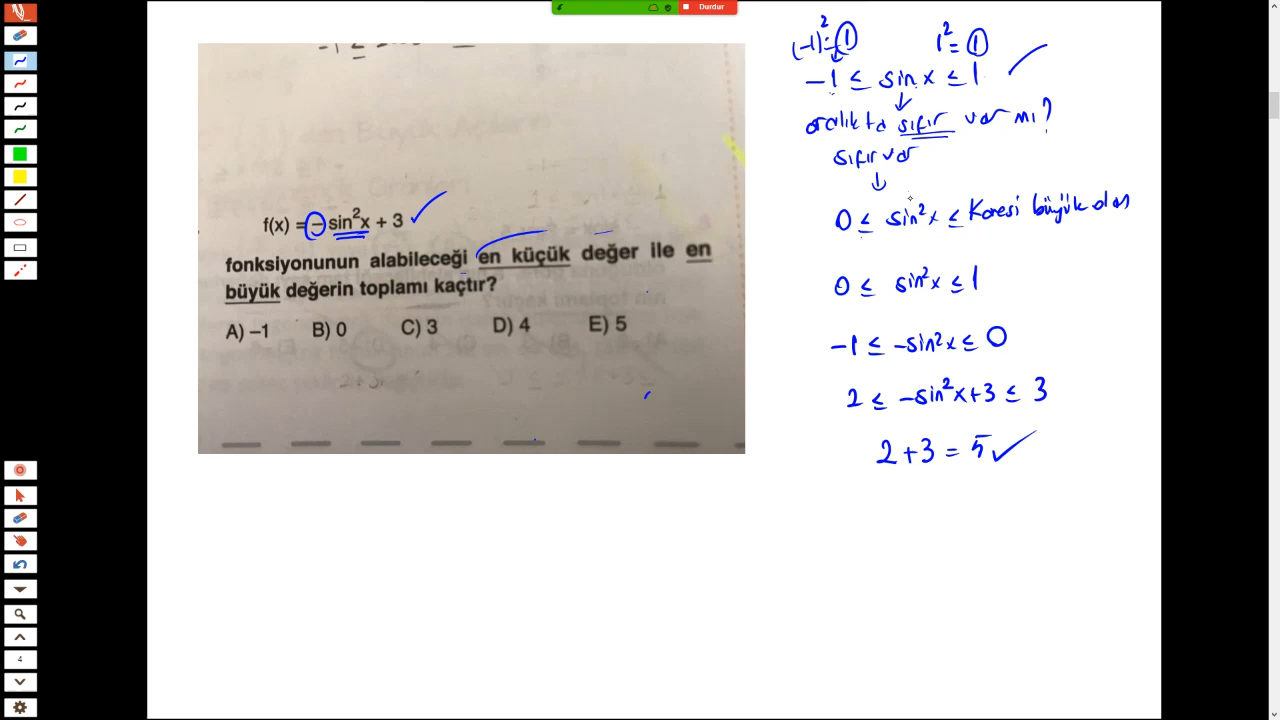 Durdur
f(x) = -sin²x + 3
fonksiyonunun alabileceği en küçük değer ile en
büyük değerin toplamı kaçtır?
A) –1 B) 0 C) 3 D) 4 E) 5
(-1)² = 1 1² = 1
-1 ≤ sin x ≤ 1
aralıkta sıfır var mı?
sıfır var
0 ≤ sin²x ≤ Karesi büyük olan
0 ≤ sin²x ≤ 1
-1 ≤ -sin²x ≤ 0
2 ≤ -sin²x+3 ≤ 3
2+3 = 5
4